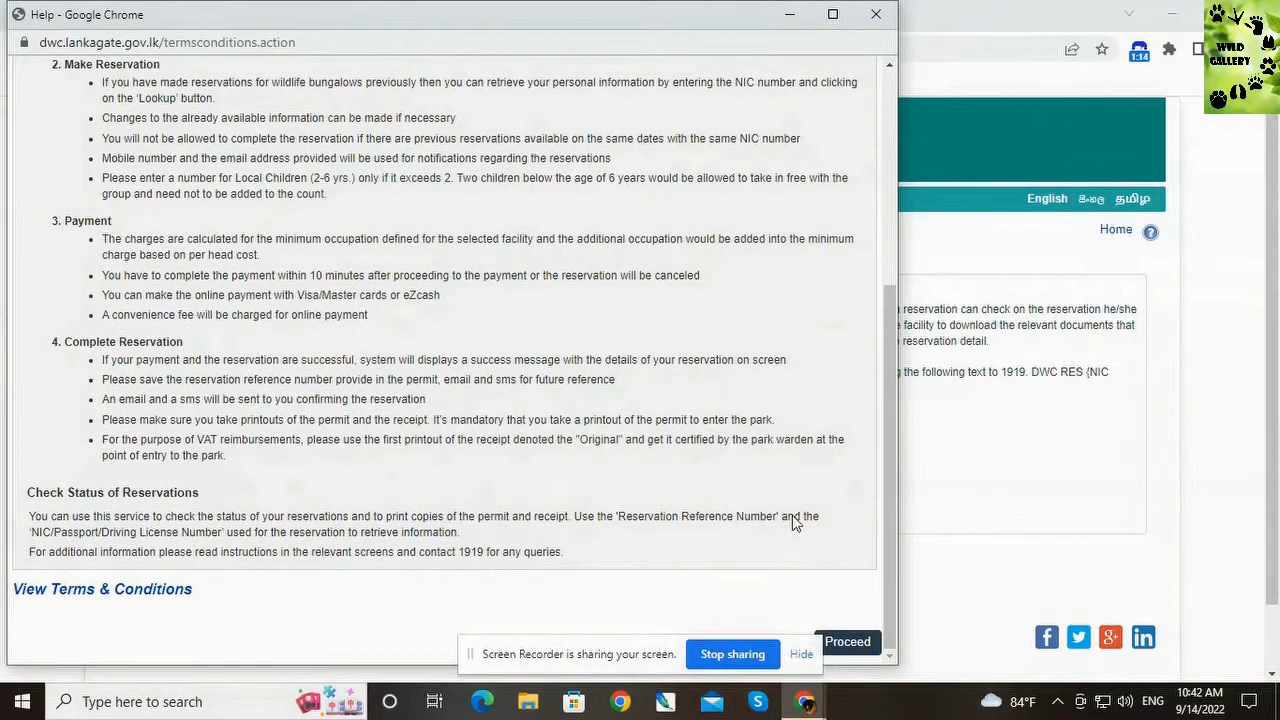 Help - Google Chrome
dwc.lankagate.gov.lk/termsconditions.action
WILD
GALLERY
1:14
2. Make Reservation
If you have made reservations for wildlife bungalows previously then you can retrieve your personal information by entering the NIC number and clicking
on the 'Lookup' button.
Changes to the already available information can be made if necessary
You will not be allowed to complete the reservation if there are previous reservations available on the same dates with the same NIC number
Mobile number and the email address provided will be used for notifications regarding the reservations
Please enter a number for Local Children (2-6 yrs.) only if it exceeds 2. Two children below the age of 6 years would be allowed to take in free with the
group and need not to be added to the count.
3. Payment
The charges are calculated for the minimum occupation defined for the selected facility and the additional occupation would be added into the minimum
charge based on per head cost.
You have to complete the payment within 10 minutes after proceeding to the payment or the reservation will be canceled
You can make the online payment with Visa/Master cards or eZcash
A convenience fee will be charged for online payment
4. Complete Reservation
If your payment and the reservation are successful, system will displays a success message with the details of your reservation on screen
Please save the reservation reference number provide in the permit, email and sms for future reference
An email and a sms will be sent to you confirming the reservation
Please make sure you take printouts of the permit and the receipt. It's mandatory that you take a printout of the permit to enter the park.
For the purpose of VAT reimbursements, please use the first printout of the receipt denoted the "Original" and get it certified by the park warden at the
point of entry to the park.
Check Status of Reservations
You can use this service to check the status of your reservations and to print copies of the permit and receipt. Use the 'Reservation Reference Number' and the
'NIC/Passport/Driving License Number' used for the reservation to retrieve information.
For additional information please read instructions in the relevant screens and contact 1919 for any queries.
View Terms & Conditions
Proceed
English සිංහල தமிழ்
Home
reservation can check on the reservation he/she
facility to download the relevant documents that
reservation detail.
the following text to 1919. DWC RES {NIC
Screen Recorder is sharing your screen. Stop sharing Hide
Type here to search
84°F
ENG
10:42 AM
9/14/2022